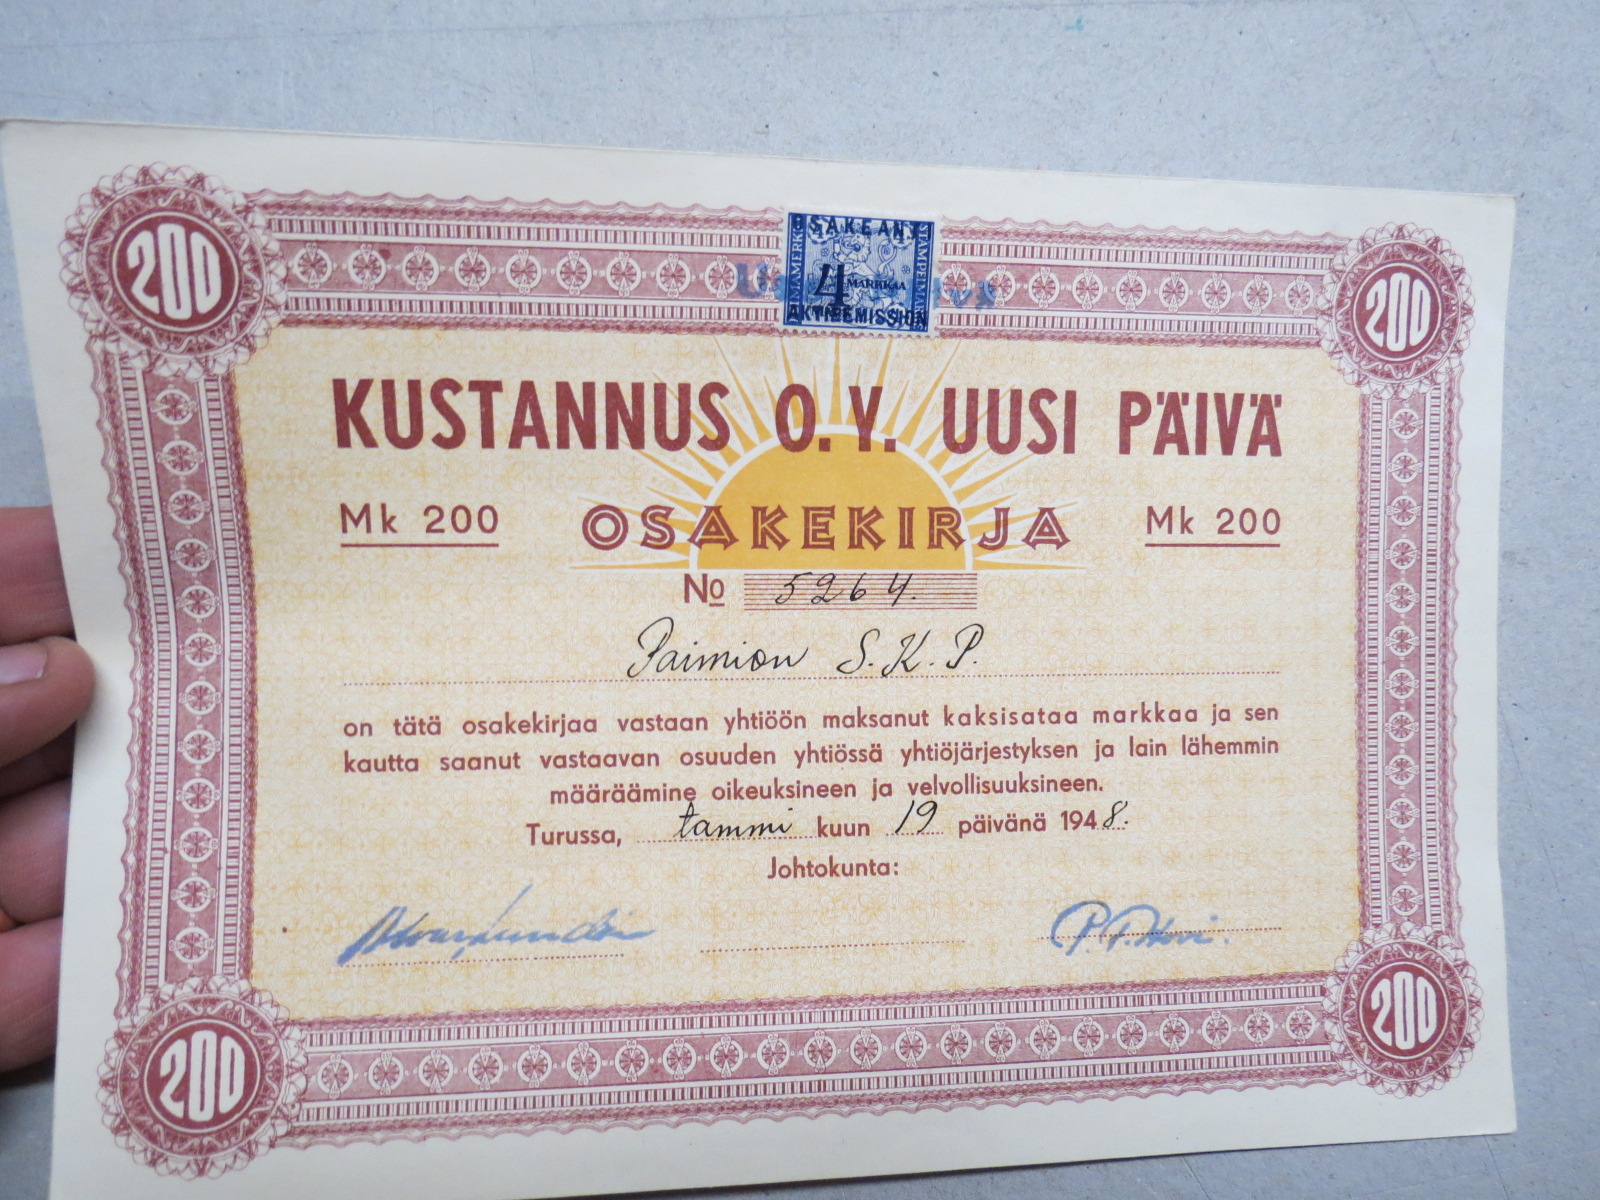 200
200
OSAKEANTI
LEIMAMERKKI
STÄMPELMÄRKE
4 MARKKAA
AKTIEEMISSION
KUSTANNUS O.Y. UUSI PÄIVÄ
Mk 200 OSAKEKIRJA Mk 200
No 5264.
Paimion S.K.P.
on tätä osakekirjaa vastaan yhtiöön maksanut kaksisataa markkaa ja sen
kautta saanut vastaavan osuuden yhtiössä yhtiöjärjestyksen ja lain lähemmin
määräämine oikeuksineen ja velvollisuuksineen.
Turussa, tammi kuun 19 päivänä 1948.
Johtokunta:
200
200